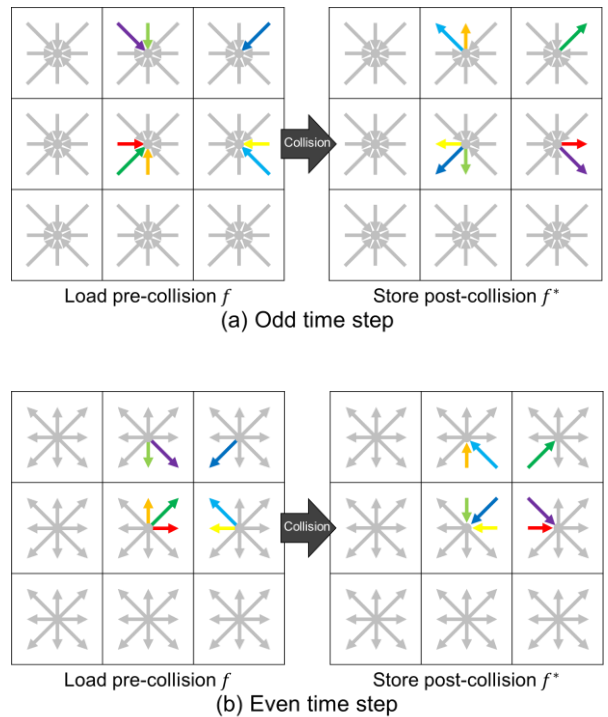 Collision
Load pre-collision f
Store post-collision f*
(a) Odd time step
Collision
Load pre-collision f
Store post-collision f*
(b) Even time step